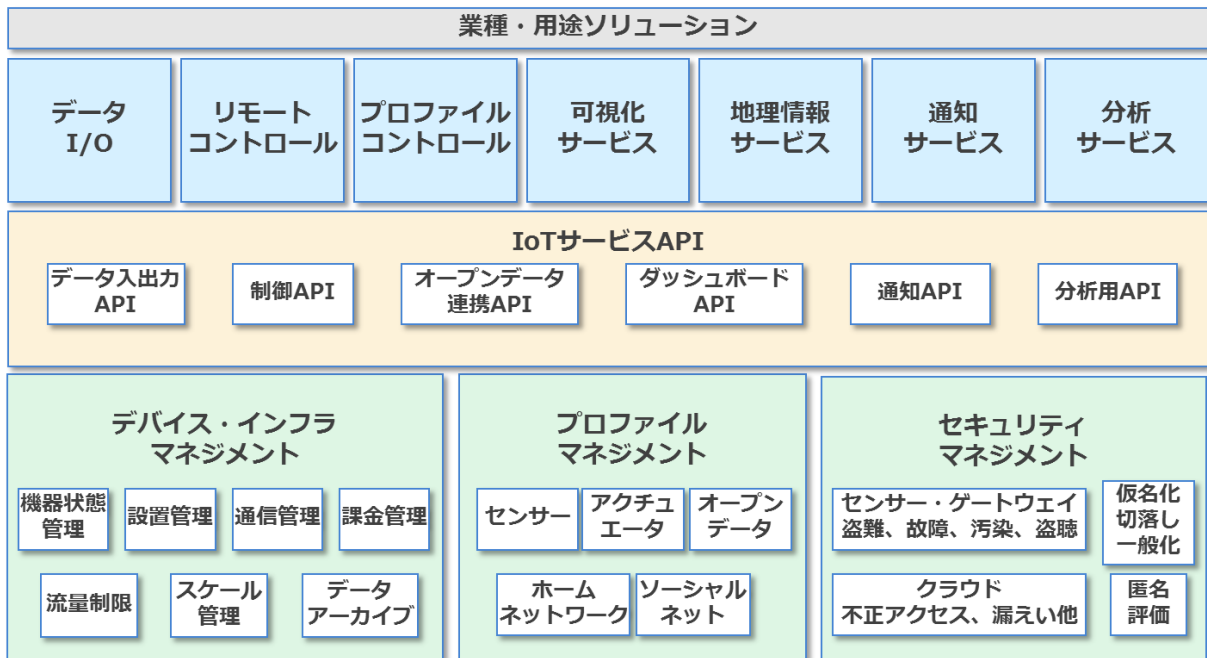 業種・用途ソリューション
データ
I/O
リモート
コントロール
プロファイル
コントロール
可視化
サービス
地理情報
サービス
通知
サービス
分析
サービス
IoTサービスAPI
データ入出力
API
制御API
オープンデータ
連携API
ダッシュボード
API
通知API
分析用API
デバイス・インフラ
マネジメント
機器状態
管理
設置管理
通信管理
課金管理
流量制限
スケール
管理
データ
アーカイブ
プロファイル
マネジメント
センサー
アクチュ
エータ
オープン
データ
ホーム
ネットワーク
ソーシャル
ネット
セキュリティ
マネジメント
センサー・ゲートウェイ
盗難、故障、汚染、盗聴
仮名化
切落し
一般化
クラウド
不正アクセス、漏えい他
匿名
評価